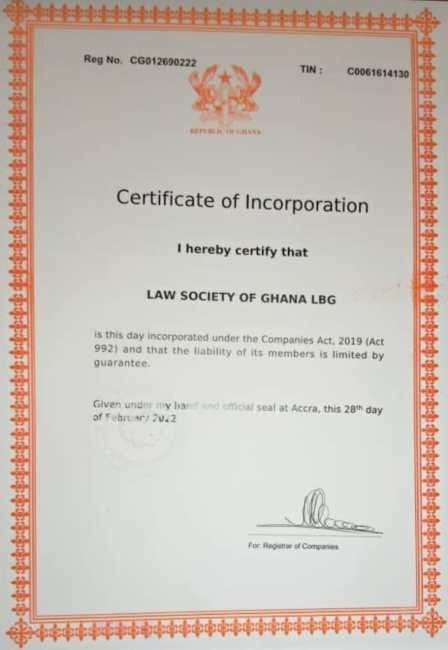 Reg No. CG012690222
TIN : C0061614130
REPUBLIC OF GHANA
Certificate of Incorporation
I hereby certify that
LAW SOCIETY OF GHANA LBG
is this day incorporated under the Companies Act, 2019 (Act
992) and that the liability of its members is limited by
guarantee.
Given under my hand and official seal at Accra, this 28th day
of February 2022
For: Registrar of Companies